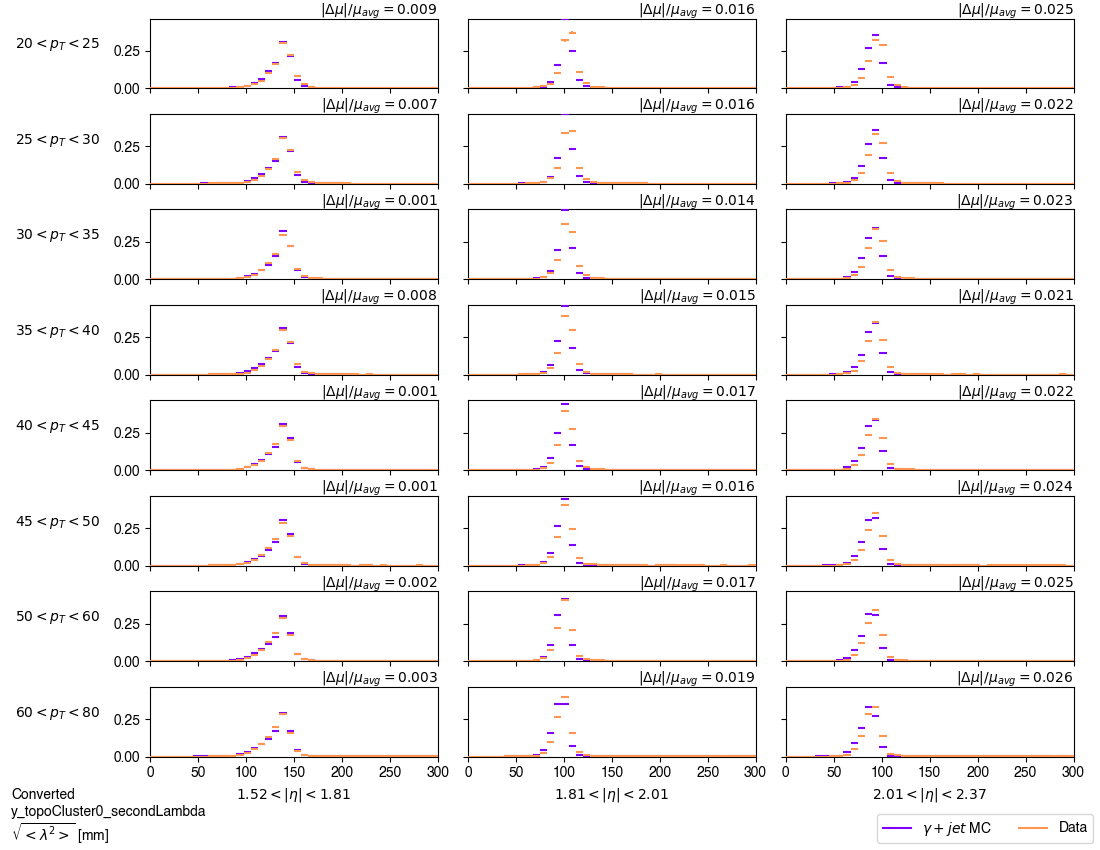 |Δμ|/μ_avg = 0.009 |Δμ|/μ_avg = 0.016 |Δμ|/μ_avg = 0.025
20 < p_T < 25
0.25
0.00
|Δμ|/μ_avg = 0.007 |Δμ|/μ_avg = 0.016 |Δμ|/μ_avg = 0.022
25 < p_T < 30
0.25
0.00
|Δμ|/μ_avg = 0.001 |Δμ|/μ_avg = 0.014 |Δμ|/μ_avg = 0.023
30 < p_T < 35
0.25
0.00
|Δμ|/μ_avg = 0.008 |Δμ|/μ_avg = 0.015 |Δμ|/μ_avg = 0.021
35 < p_T < 40
0.25
0.00
|Δμ|/μ_avg = 0.001 |Δμ|/μ_avg = 0.017 |Δμ|/μ_avg = 0.022
40 < p_T < 45
0.25
0.00
|Δμ|/μ_avg = 0.001 |Δμ|/μ_avg = 0.016 |Δμ|/μ_avg = 0.024
45 < p_T < 50
0.25
0.00
|Δμ|/μ_avg = 0.002 |Δμ|/μ_avg = 0.017 |Δμ|/μ_avg = 0.025
50 < p_T < 60
0.25
0.00
|Δμ|/μ_avg = 0.003 |Δμ|/μ_avg = 0.019 |Δμ|/μ_avg = 0.026
60 < p_T < 80
0.25
0.00
0 50 100 150 200 250 300 0 50 100 150 200 250 300 0 50 100 150 200 250 300
Converted 1.52 < |η| < 1.81 1.81 < |η| < 2.01 2.01 < |η| < 2.37
y_topoCluster0_secondLambda
√<λ²> [mm]
γ + jet MC Data